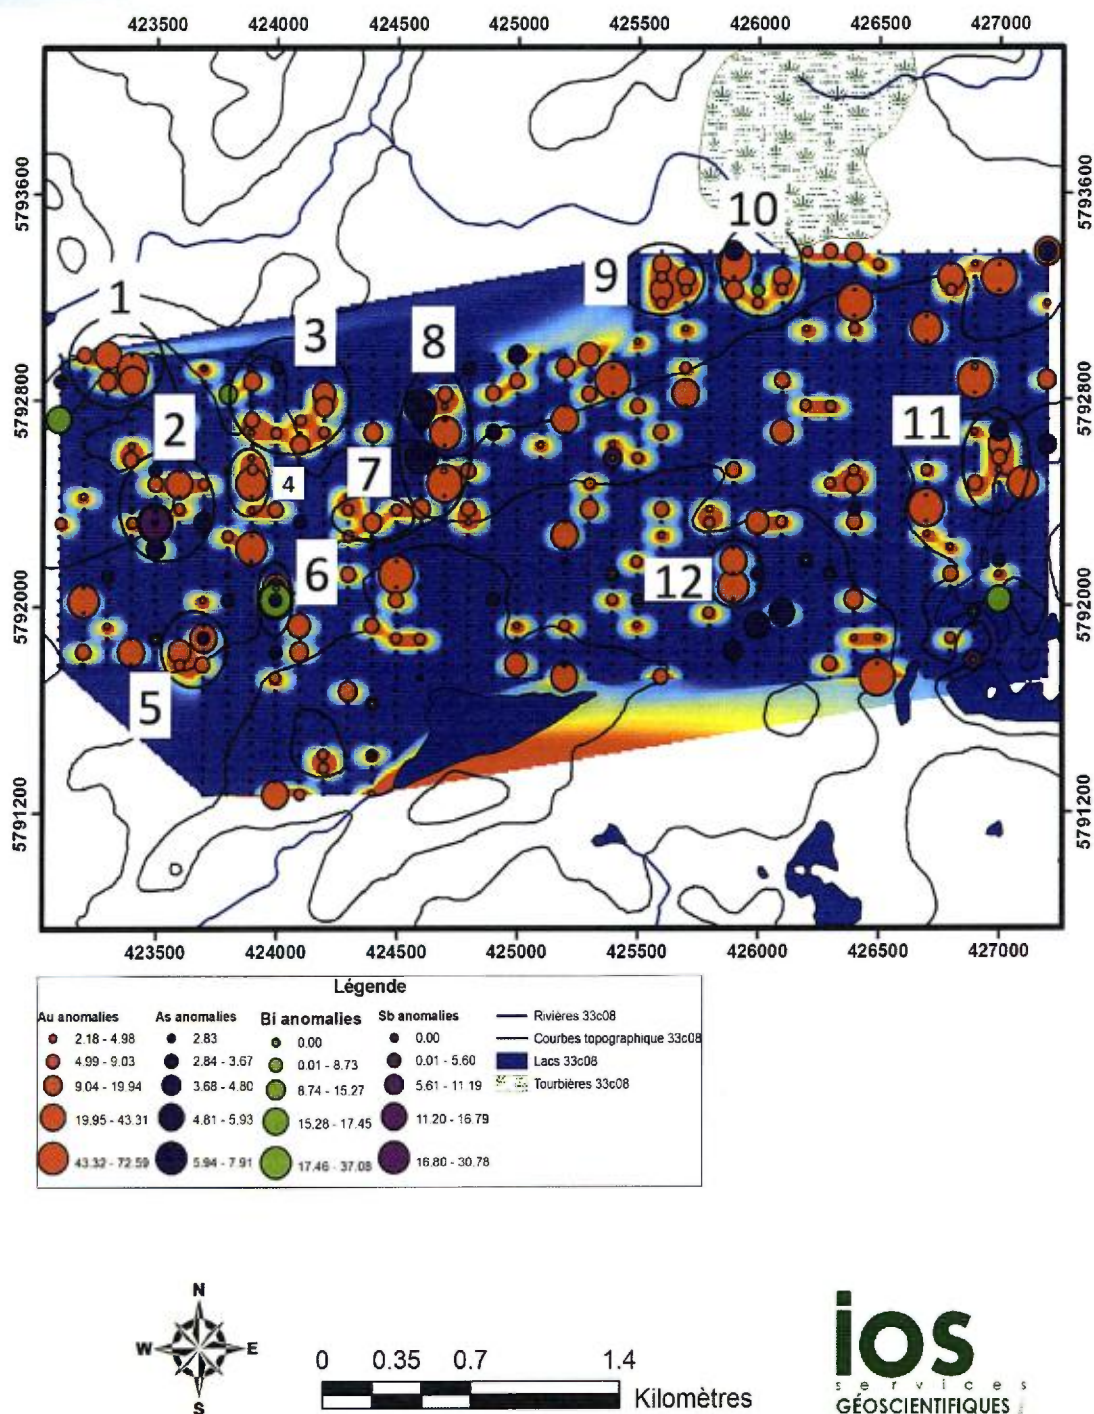 423500 424000 424500 425000 425500 426000 426500 427000
5793600
5793600
10
9
1
3
8
5792800
5792800
2
11
7
4
6
12
5792000
5792000
5
5791200
5791200
423500 424000 424500 425000 425500 426000 426500 427000
Légende
Au anomalies As anomalies Bi anomalies Sb anomalies
2.18 - 4.98 2.83 0.00 0.00 Rivières 33c08
4.99 - 9.03 2.84 - 3.67 0.01 - 8.73 0.01 - 5.60 Courbes topographique 33c08
9.04 - 19.94 3.68 - 4.80 8.74 - 15.27 5.61 - 11.19 Lacs 33c08
19.95 - 43.31 4.81 - 5.93 15.28 - 17.45 11.20 - 16.79 Tourbières 33c08
43.32 - 72.59 5.94 - 7.91 17.46 - 37.08 16.80 - 30.78
N
W E
S
0 0.35 0.7 1.4
Kilomètres
ios
services
GÉOSCIENTIFIQUES